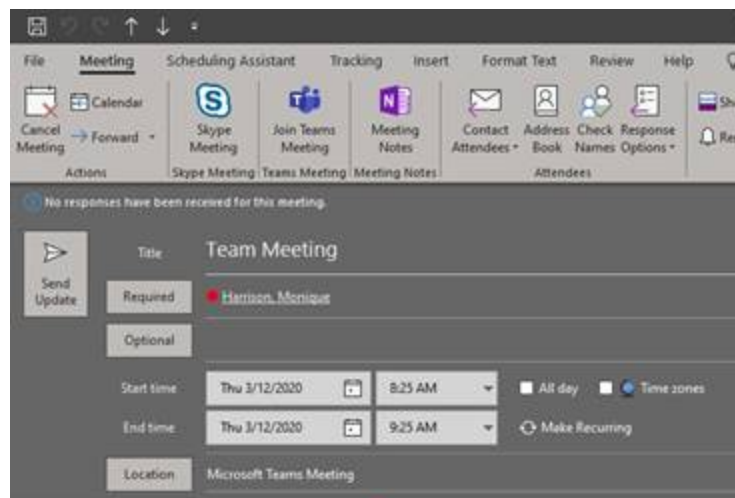 File Meeting Scheduling Assistant Tracking Insert Format Text Review Help
Cancel Meeting
Calendar
Forward
Skype Meeting
Join Teams Meeting
Meeting Notes
Contact Attendees
Address Book
Check Names
Response Options
Actions Skype Meeting Teams Meeting Meeting Notes Attendees
No responses have been received for this meeting.
Send Update
Title Team Meeting
Required Harrison, Monique
Optional
Start time Thu 3/12/2020 8:25 AM All day Time zones
End time Thu 3/12/2020 9:25 AM Make Recurring
Location Microsoft Teams Meeting